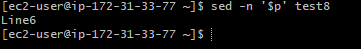 [ec2-user@ip-172-31-33-77 ~]$ sed -n '$p' test8
Line6
[ec2-user@ip-172-31-33-77 ~]$